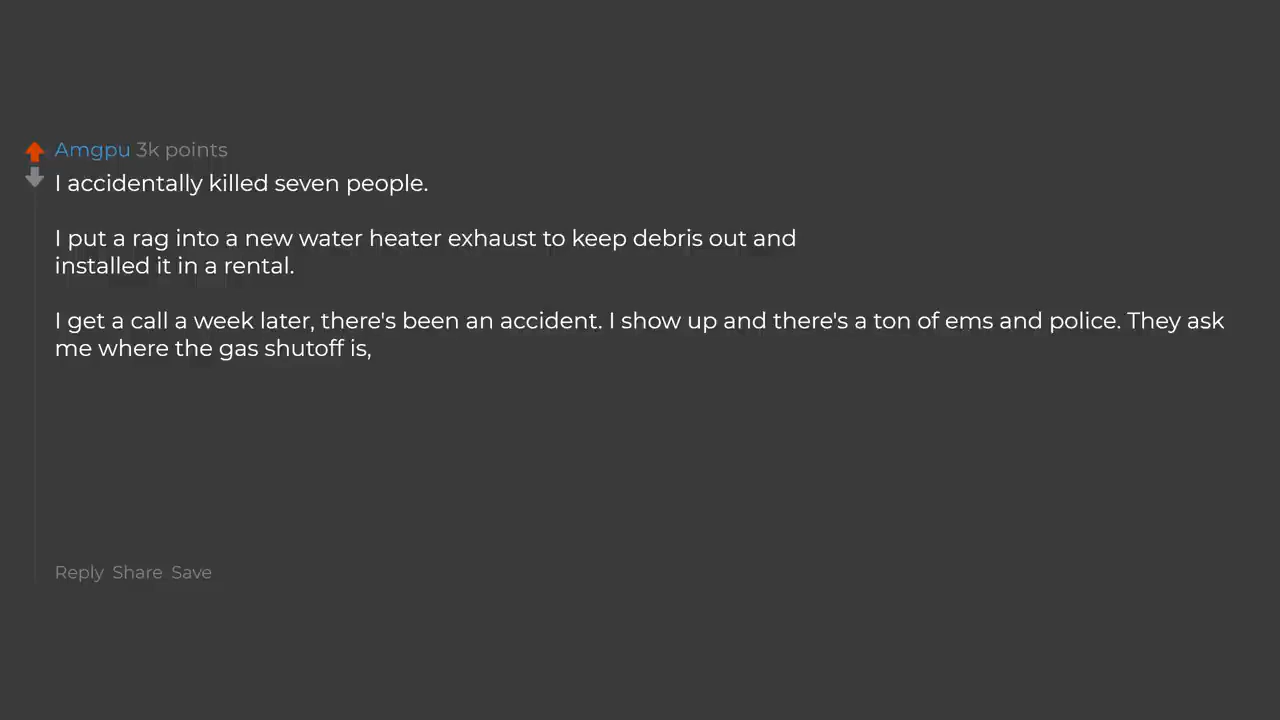 Amgpu 3k points
I accidentally killed seven people.
I put a rag into a new water heater exhaust to keep debris out and
installed it in a rental.
I get a call a week later, there's been an accident. I show up and there's a ton of ems and police. They ask
me where the gas shutoff is,
Reply Share Save